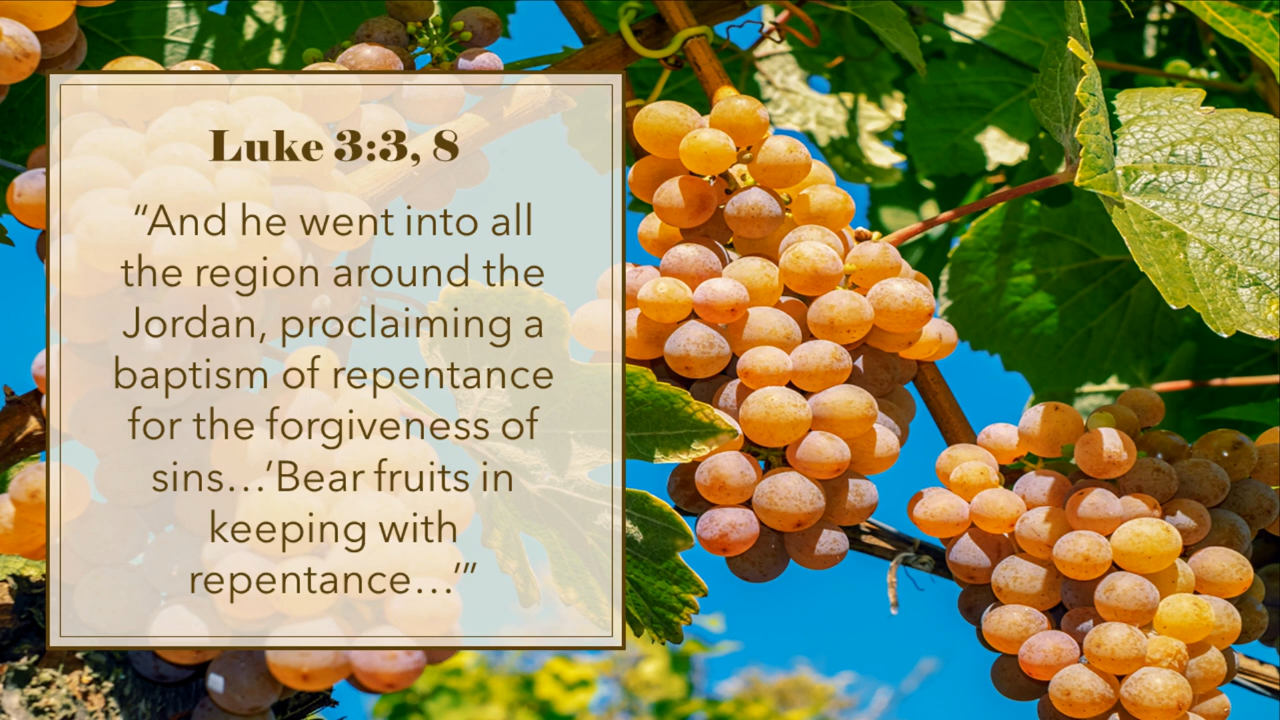 Luke 3:3, 8
“And he went into all
the region around the
Jordan, proclaiming a
baptism of repentance
for the forgiveness of
sins…’Bear fruits in
keeping with
repentance…’”